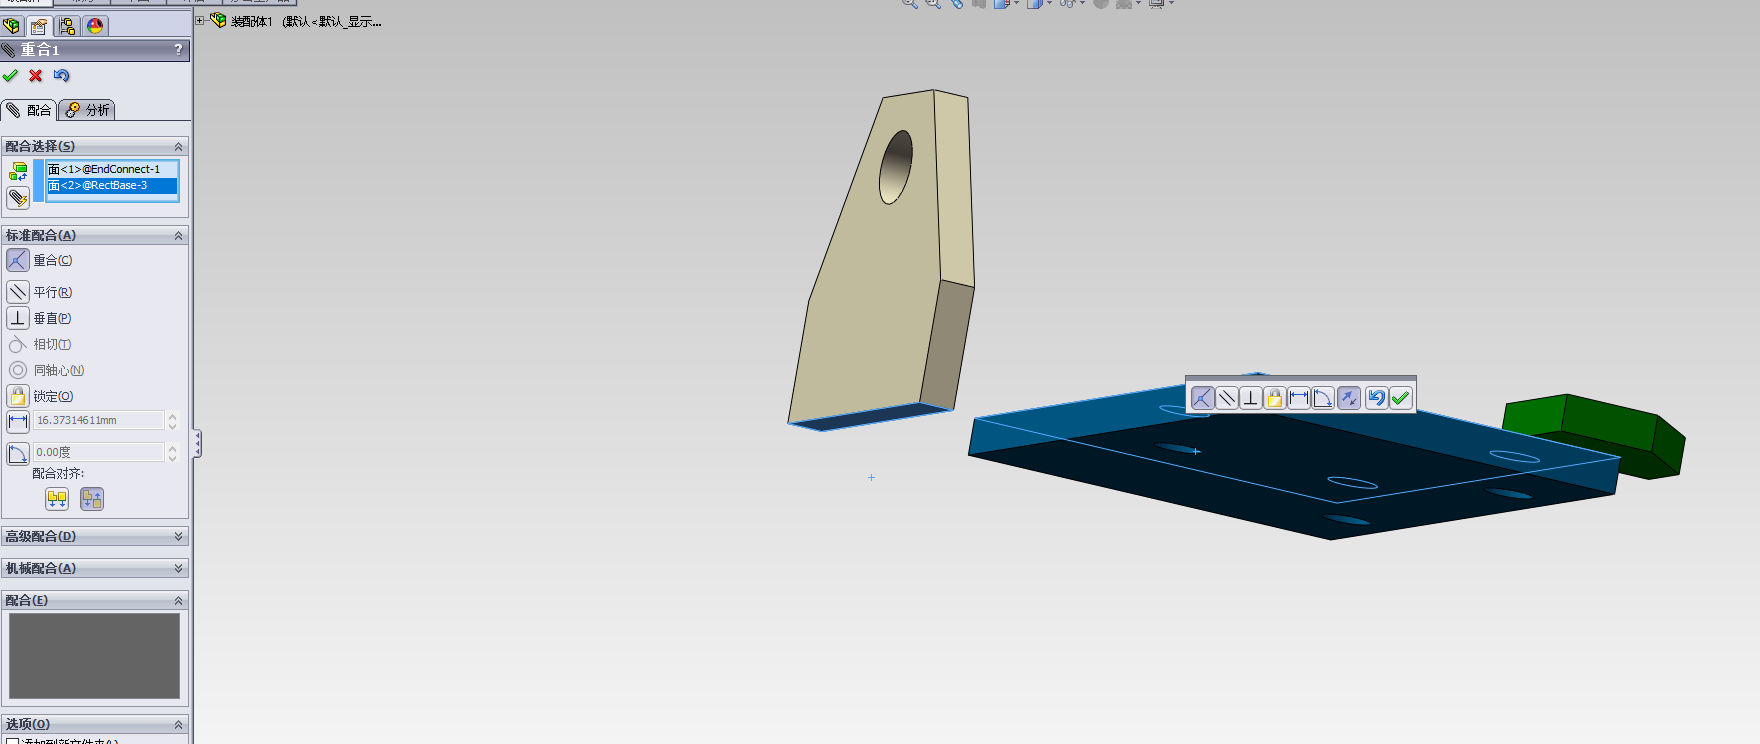 装配体1 (默认<默认_显示...
重合1
?
配合
分析
配合选择(S)
面<1>@EndConnect-1
面<2>@RectBase-3
标准配合(A)
重合(C)
平行(R)
垂直(P)
相切(T)
同轴心(N)
锁定(O)
16.37314611mm
0.00度
配合对齐:
高级配合(D)
机械配合(A)
配合(E)
选项(O)